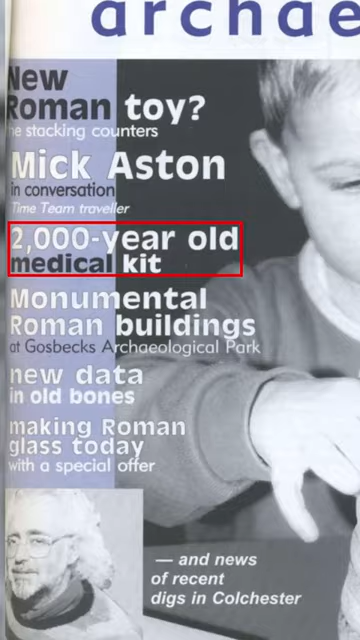 archae
New
Roman toy?
stacking counters
Mick Aston
in conversation
Time Team traveller
2,000-year old
medical kit
Monumental
Roman buildings
at Gosbecks Archaeological Park
new data
in old bones
making Roman
glass today
with a special offer
— and news
of recent
digs in Colchester